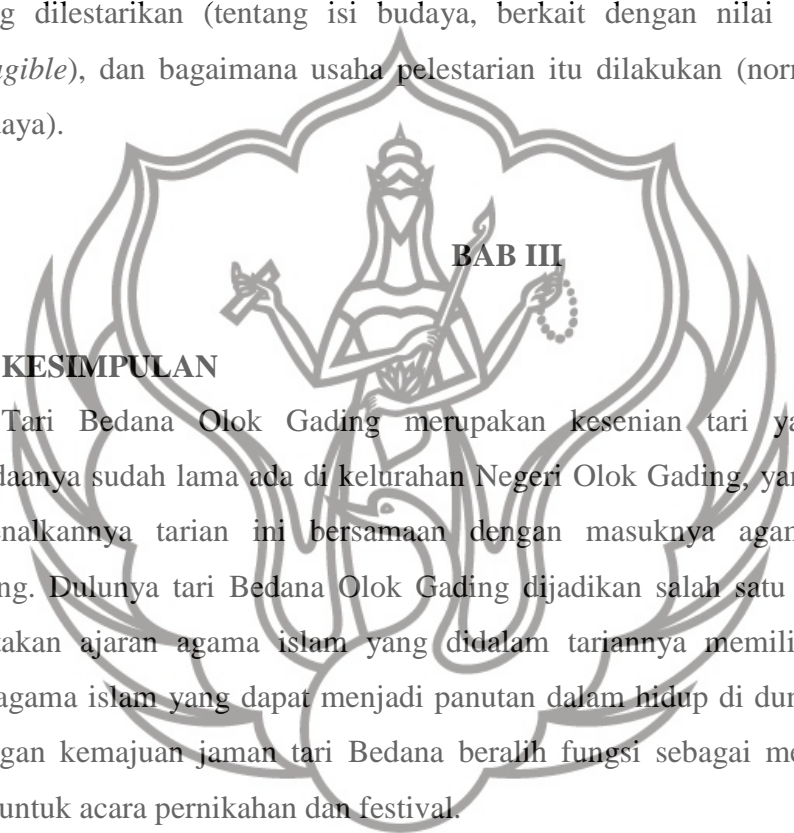 g dilestarikan (tentang isi budaya, berkait dengan nilai
gible), dan bagaimana usaha pelestarian itu dilakukan (nor
aya).
BAB III
KESIMPULAN
Tari Bedana Olok Gading merupakan kesenian tari ya
daanya sudah lama ada di kelurahan Negeri Olok Gading, yan
enalkannya tarian ini bersamaan dengan masuknya agan
ng. Dulunya tari Bedana Olok Gading dijadikan salah satu
takan ajaran agama islam yang didalam tariannya memili
agama islam yang dapat menjadi panutan dalam hidup di dun
gan kemajuan jaman tari Bedana beralih fungsi sebagai me
untuk acara pernikahan dan festival.